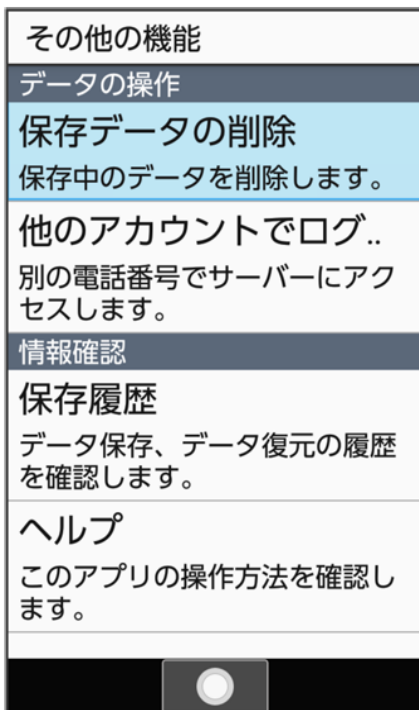 その他の機能
データの操作
保存データの削除
保存中のデータを削除します。
他のアカウントでログ..
別の電話番号でサーバーにアク
セスします。
情報確認
保存履歴
データ保存、データ復元の履歴
を確認します。
ヘルプ
このアプリの操作方法を確認し
ます。